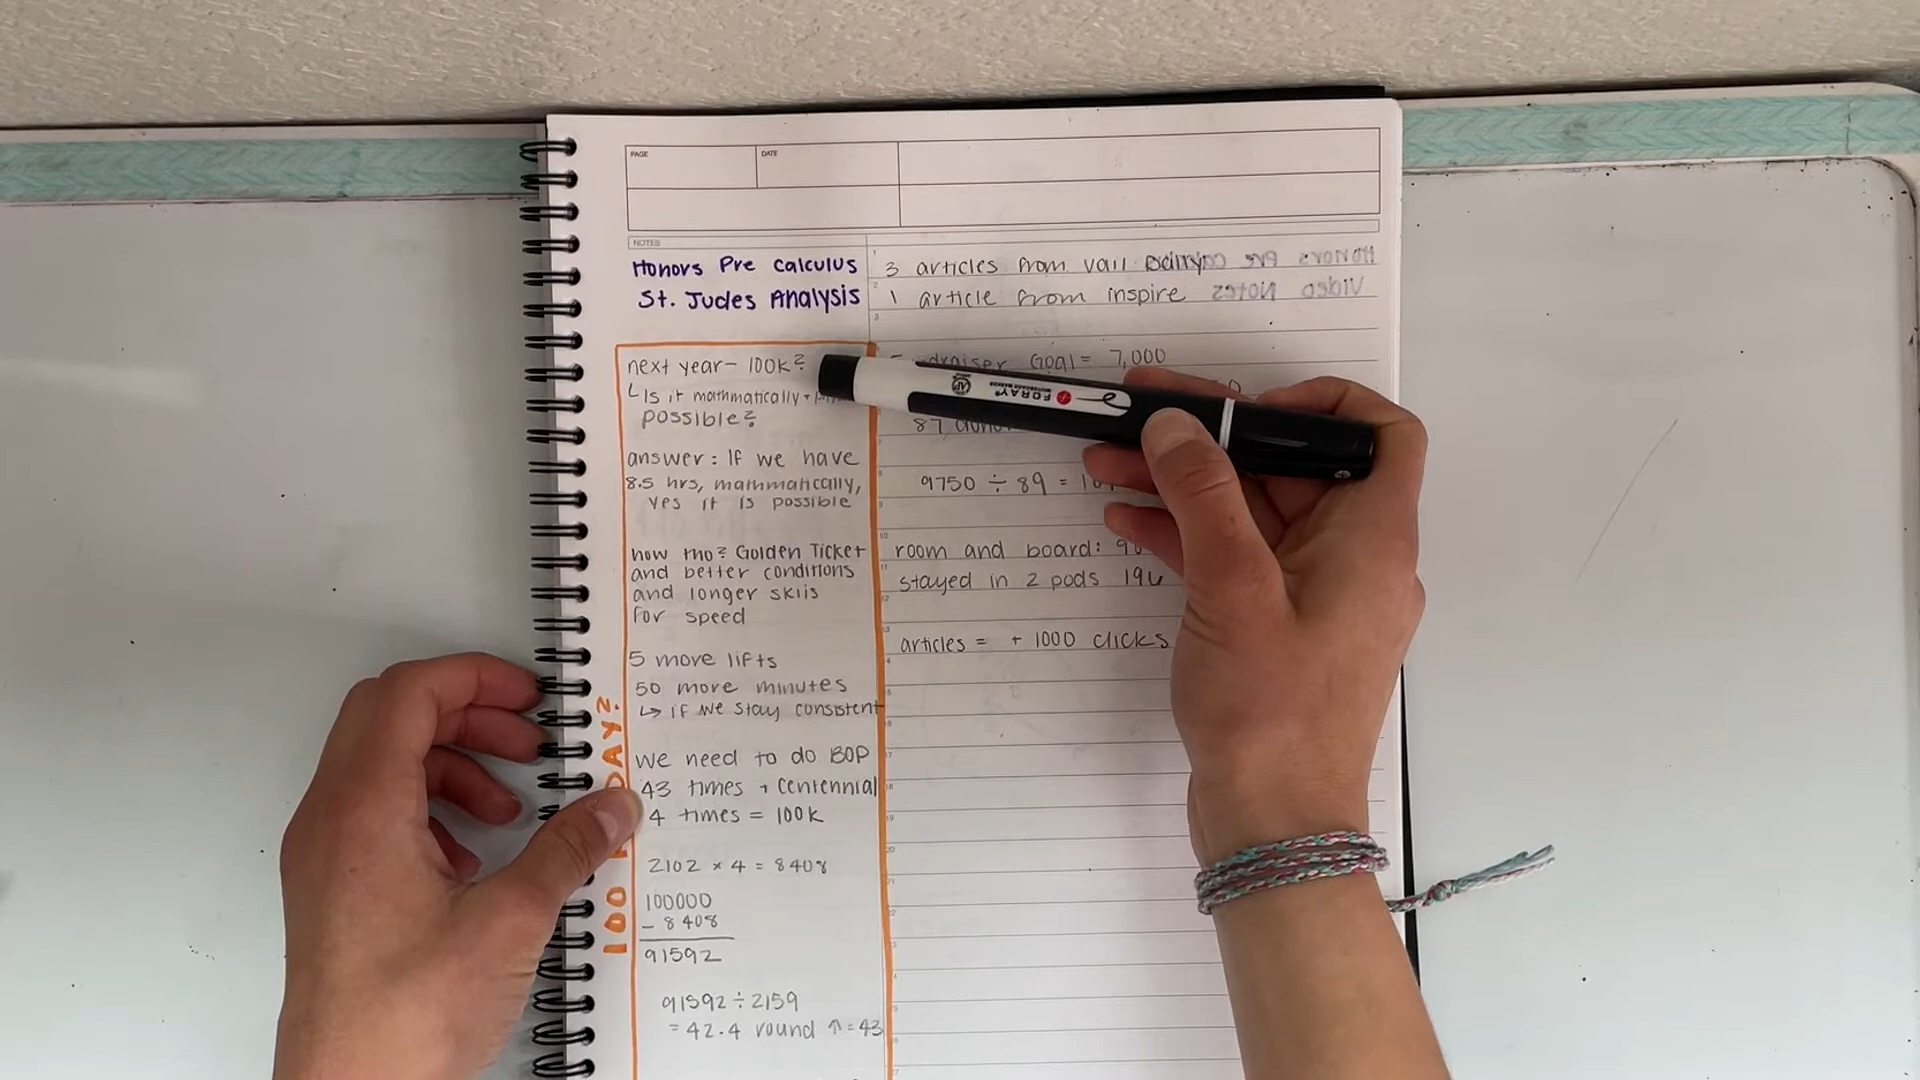 PAGE
DATE
NOTES
Honors Pre Calculus
St. Judes Analysis
3 articles from vail
1 article from inspire
Honors Pre
Video Notes
next year- 100k?
↳Is it mathmatically +
possible?
answer: If we have
8.5 hrs, mathmatically,
yes it is possible
how tho? Golden Ticket
and better conditions
and longer skiis
for speed
5 more lifts
50 more minutes
↳ if we stay consistent
we need to do BOP
43 times + Centennial
4 times = 100k
2102 × 4 = 8408
100000
- 8408
91592
91592 ÷ 2159
= 42.4 round ↑ = 43
100 DAY?
Goal = 7,000
87
9750 ÷ 89 =
room and board:
stayed in 2 pods
articles = + 1000 clicks
FORAY